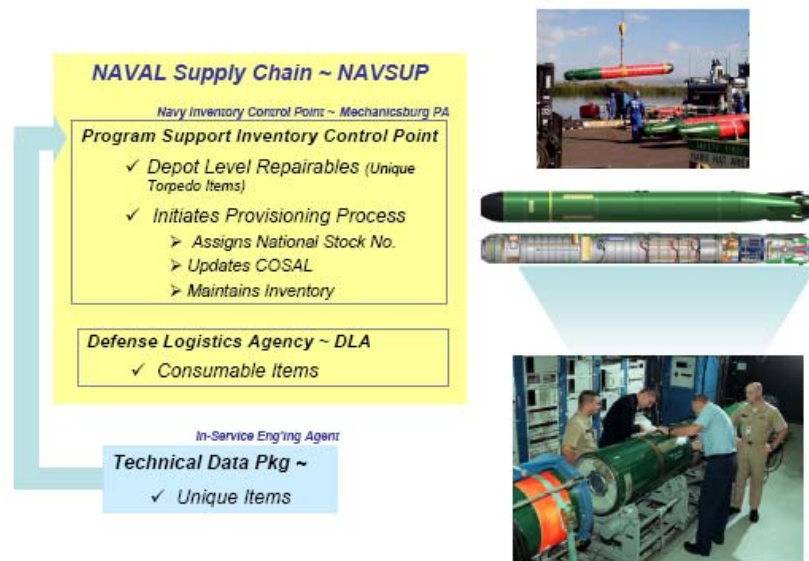 NAVAL Supply Chain ~ NAVSUP
Navy Inventory Control Point ~ Mechanicsburg PA
Program Support Inventory Control Point
✓ Depot Level Repairables (Unique
Torpedo Items)
✓ Initiates Provisioning Process
➢ Assigns National Stock No.
➢ Updates COSAL
➢ Maintains Inventory
Defense Logistics Agency ~ DLA
✓ Consumable Items
In-Service Eng'ing Agent
Technical Data Pkg ~
✓ Unique Items
HAT AREA